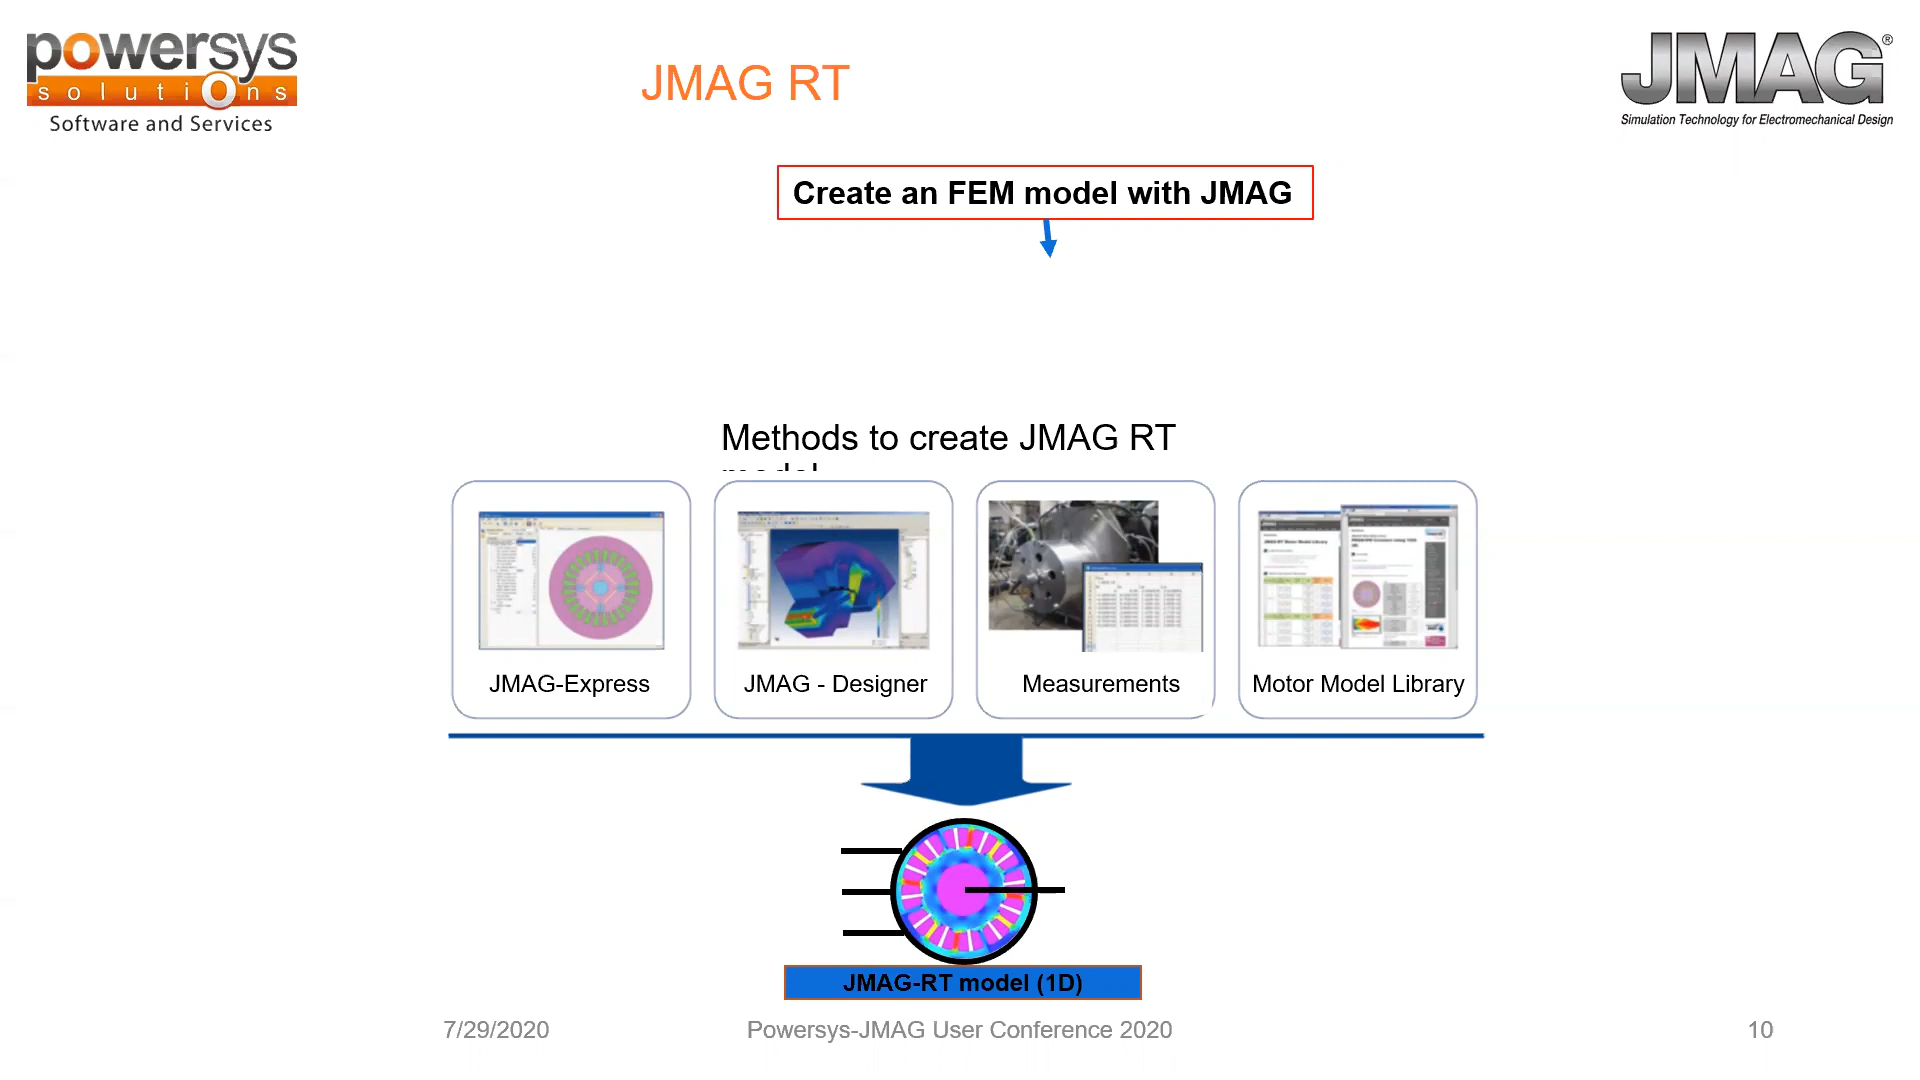 powersys
solutiOns
Software and Services
JMAG RT
JMAG®
Simulation Technology for Electromechanical Design
Create an FEM model with JMAG
Methods to create JMAG RT
JMAG-Express
JMAG - Designer
Measurements
Motor Model Library
JMAG-RT model (1D)
7/29/2020
Powersys-JMAG User Conference 2020
10